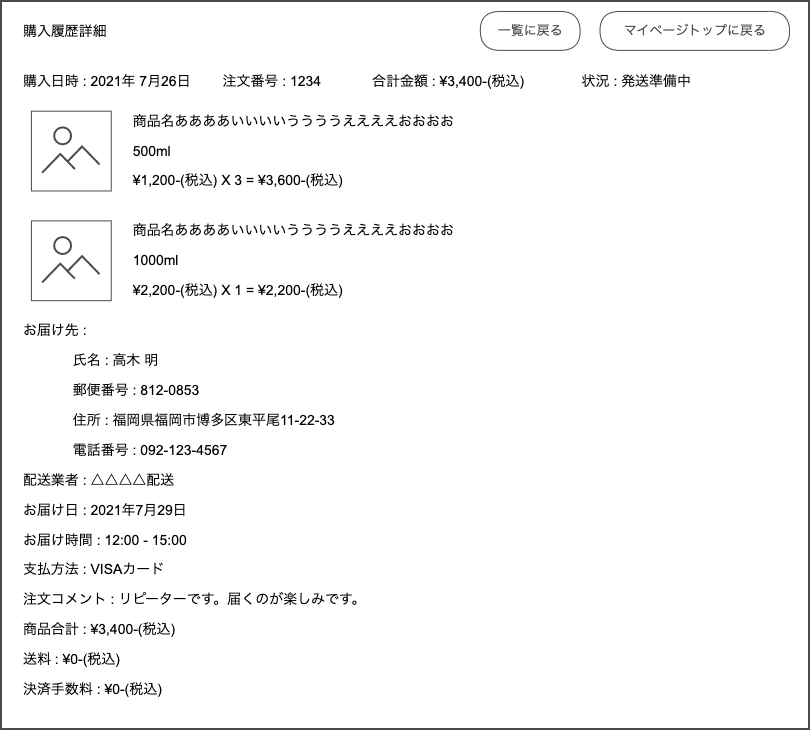 購入履歴詳細 一覧に戻る マイページトップに戻る
購入日時 : 2021年 7月26日 注文番号 : 1234 合計金額 : ¥3,400-(税込) 状況 : 発送準備中
商品名ああああいいいいううううええええおおおお
500ml
¥1,200-(税込) X 3 = ¥3,600-(税込)
商品名ああああいいいいううううええええおおおお
1000ml
¥2,200-(税込) X 1 = ¥2,200-(税込)
お届け先 :
氏名 : 高木 明
郵便番号 : 812-0853
住所 : 福岡県福岡市博多区東平尾11-22-33
電話番号 : 092-123-4567
配送業者 : △△△△配送
お届け日 : 2021年7月29日
お届け時間 : 12:00 - 15:00
支払方法 : VISAカード
注文コメント : リピーターです。届くのが楽しみです。
商品合計 : ¥3,400-(税込)
送料 : ¥0-(税込)
決済手数料 : ¥0-(税込)